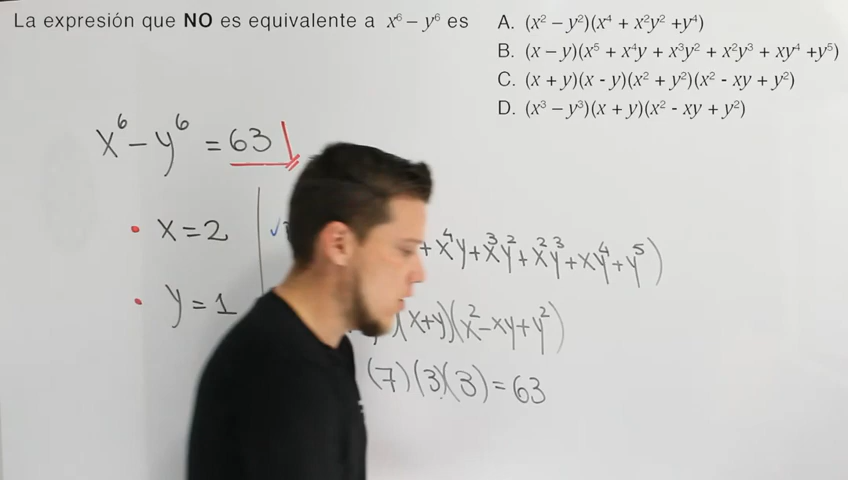 La expresión que NO es equivalente a x⁶ – y⁶ es
A. (x² – y²)(x⁴ + x²y² +y⁴)
B. (x – y)(x⁵ + x⁴y + x³y² + x²y³ + xy⁴ +y⁵)
C. (x + y)(x - y)(x² + y²)(x² - xy + y²)
D. (x³ – y³)(x + y)(x² - xy + y²)
x⁶ – y⁶ = 63
• x = 2
• y = 1
+ x⁴y + x³y² + x²y³ + xy⁴ + y⁵)
(x+y)(x² – xy + y²)
(7)(3)(3) = 63